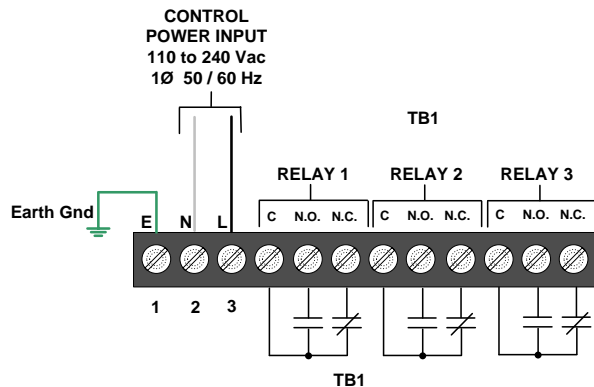 CONTROL
POWER INPUT
110 to 240 Vac
1Ø 50 / 60 Hz
TB1
RELAY 1 RELAY 2 RELAY 3
Earth Gnd
E N L C N.O. N.C. C N.O. N.C. C N.O. N.C.
1 2 3
TB1